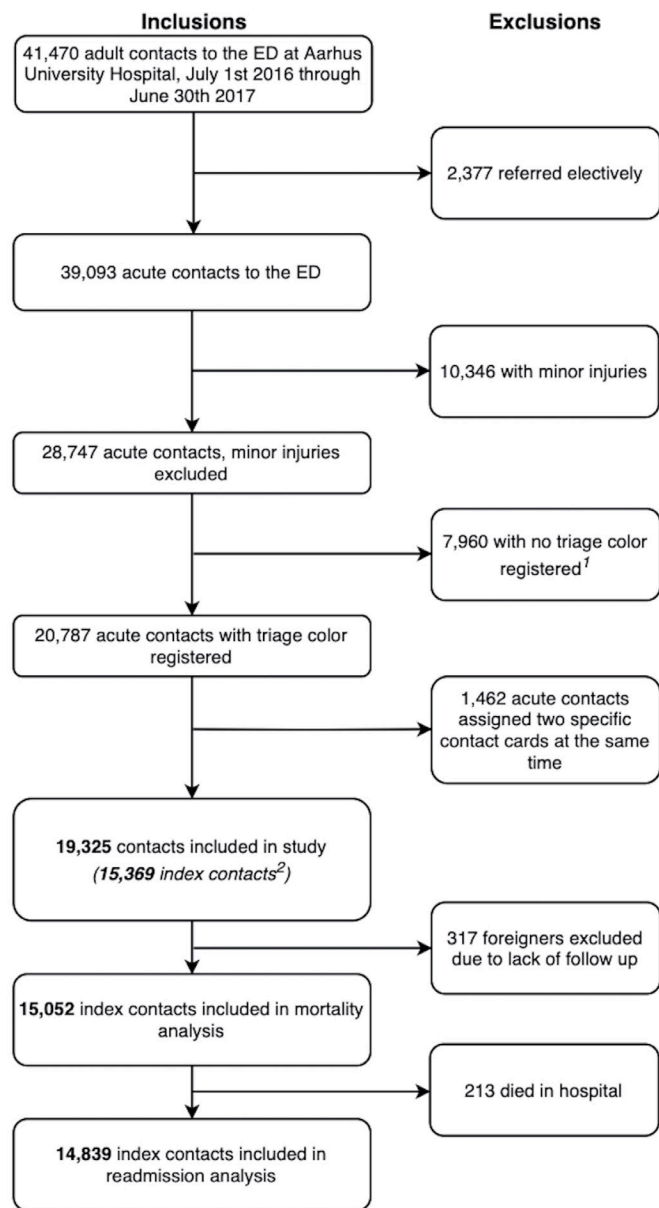 Inclusions
Exclusions
41,470 adult contacts to the ED at Aarhus
University Hospital, July 1st 2016 through
June 30th 2017
2,377 referred electively
39,093 acute contacts to the ED
10,346 with minor injuries
28,747 acute contacts, minor injuries
excluded
7,960 with no triage color
registered1
20,787 acute contacts with triage color
registered
1,462 acute contacts
assigned two specific
contact cards at the same
time
19,325 contacts included in study
(15,369 index contacts2)
317 foreigners excluded
due to lack of follow up
15,052 index contacts included in mortality
analysis
213 died in hospital
14,839 index contacts included in
readmission analysis